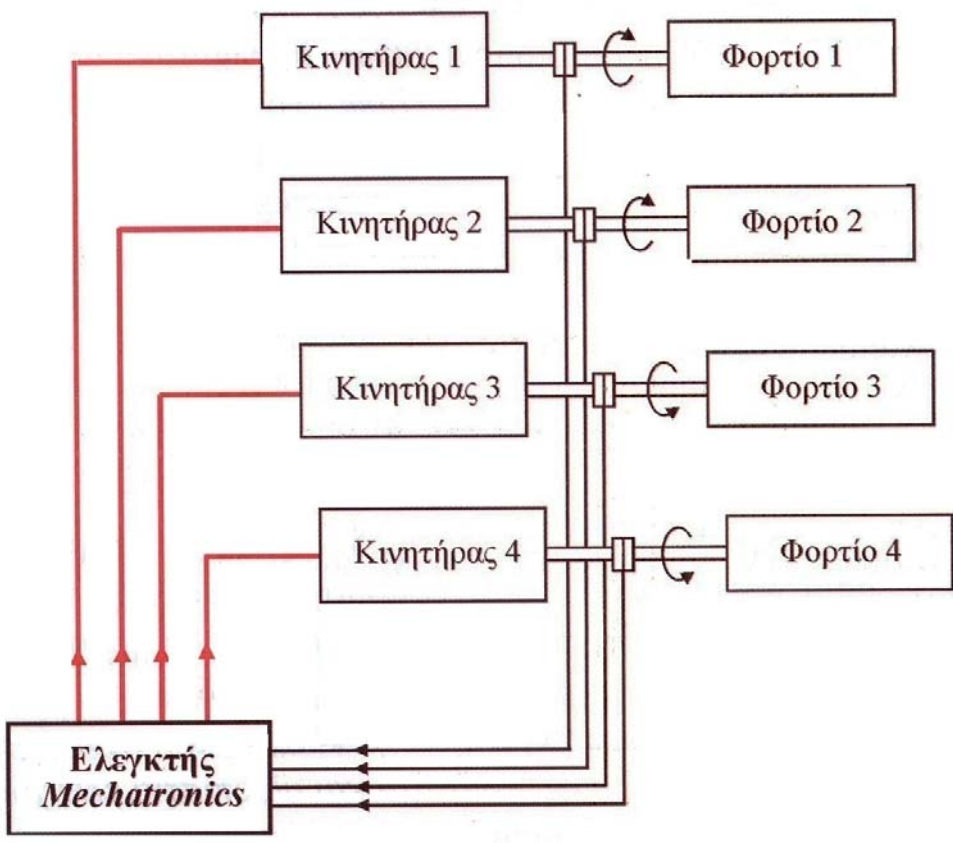 Κινητήρας 1
Φορτίο 1
Κινητήρας 2
Φορτίο 2
Κινητήρας 3
Φορτίο 3
Κινητήρας 4
Φορτίο 4
Ελεγκτής
Mechatronics